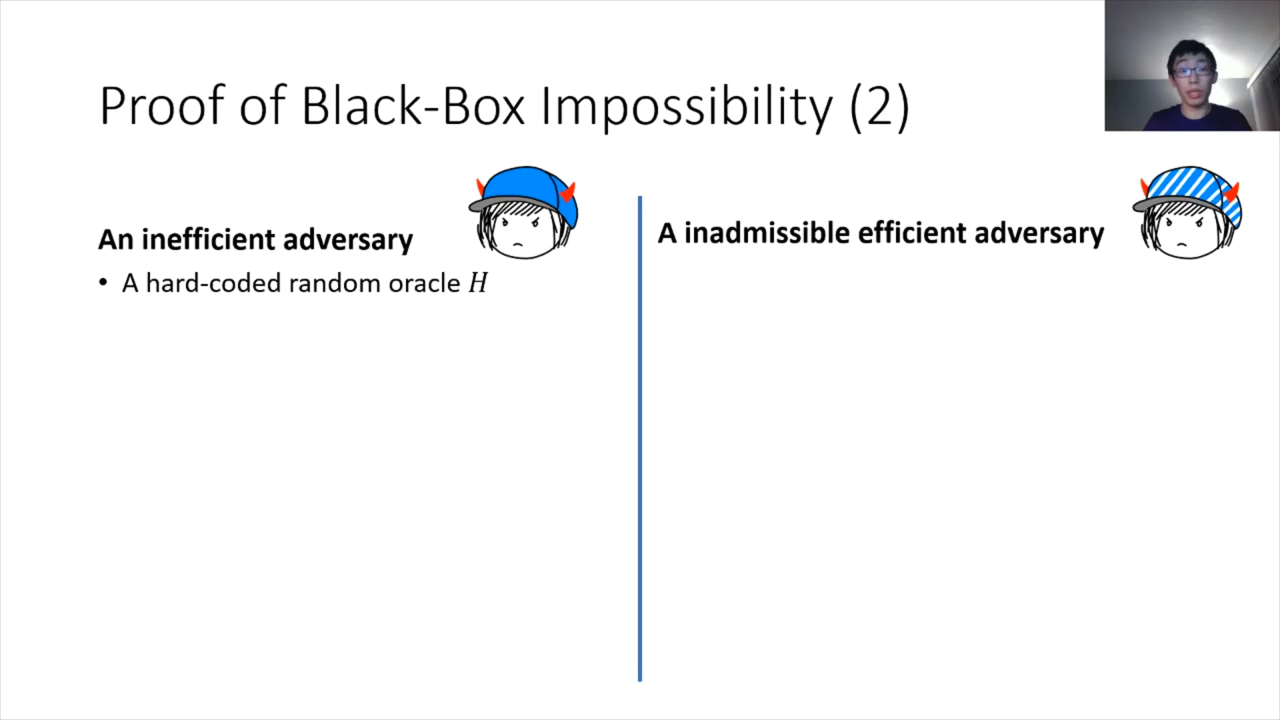 Proof of Black-Box Impossibility (2)
An inefficient adversary
• A hard-coded random oracle H
A inadmissible efficient adversary